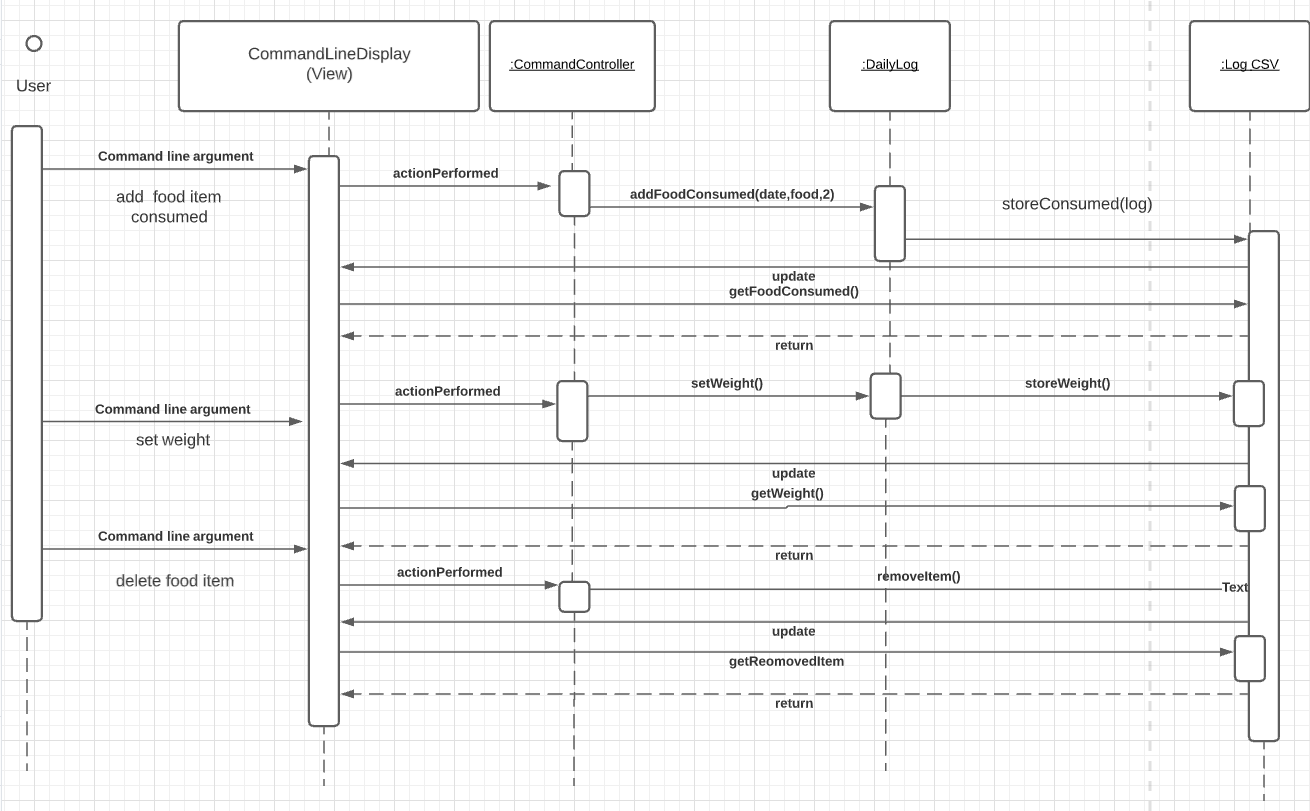 User
CommandLineDisplay
(View)
:CommandController
:DailyLog
:Log CSV
Command line argument
add food item
consumed
actionPerformed
addFoodConsumed(date,food,2)
storeConsumed(log)
update
getFoodConsumed()
return
Command line argument
set weight
actionPerformed
setWeight()
storeWeight()
update
getWeight()
Command line argument
delete food item
return
actionPerformed
removeItem()
Text
update
getReomovedItem
return